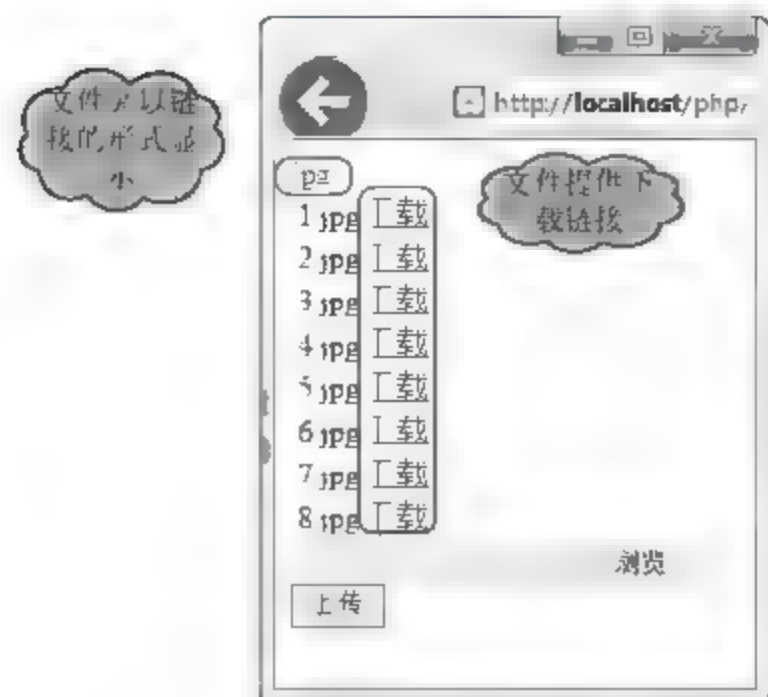 文件夹以链
接的形式显
示
http://localhost/php/
文件提供下
载链接
1.jpg 下载
2.jpg 下载
3.jpg 下载
4.jpg 下载
5.jpg 下载
6.jpg 下载
7.jpg 下载
8.jpg 下载
浏览
上传